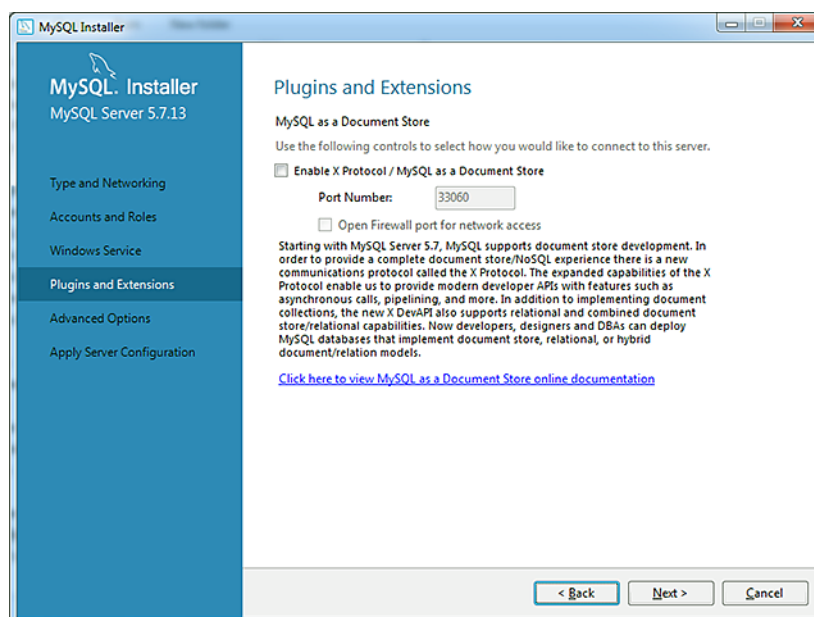 MySQL Installer
MySQL. Installer
MySQL Server 5.7.13
Type and Networking
Accounts and Roles
Windows Service
Plugins and Extensions
Advanced Options
Apply Server Configuration
Plugins and Extensions
MySQL as a Document Store
Use the following controls to select how you would like to connect to this server.
Enable X Protocol / MySQL as a Document Store
Port Number: 33060
Open Firewall port for network access
Starting with MySQL Server 5.7, MySQL supports document store development. In
order to provide a complete document store/NoSQL experience there is a new
communications protocol called the X Protocol. The expanded capabilities of the X
Protocol enable us to provide modern developer APIs with features such as
asynchronous calls, pipelining, and more. In addition to implementing document
collections, the new X DevAPI also supports relational and combined document
store/relational capabilities. Now developers, designers and DBAs can deploy
MySQL databases that implement document store, relational, or hybrid
document/relation models.
Click here to view MySQL as a Document Store online documentation
< Back
Next >
Cancel